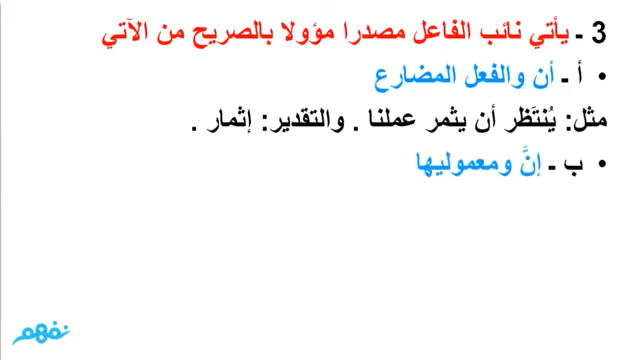 3 ـ يأتي نائب الفاعل مصدرا مؤولا بالصريح من الآتي
• أ ـ أن والفعل المضارع
مثل: يُنتَظر أن يثمر عملنا . والتقدير: إثمار .
• ب ـ إنَّ ومعموليها
نفهم